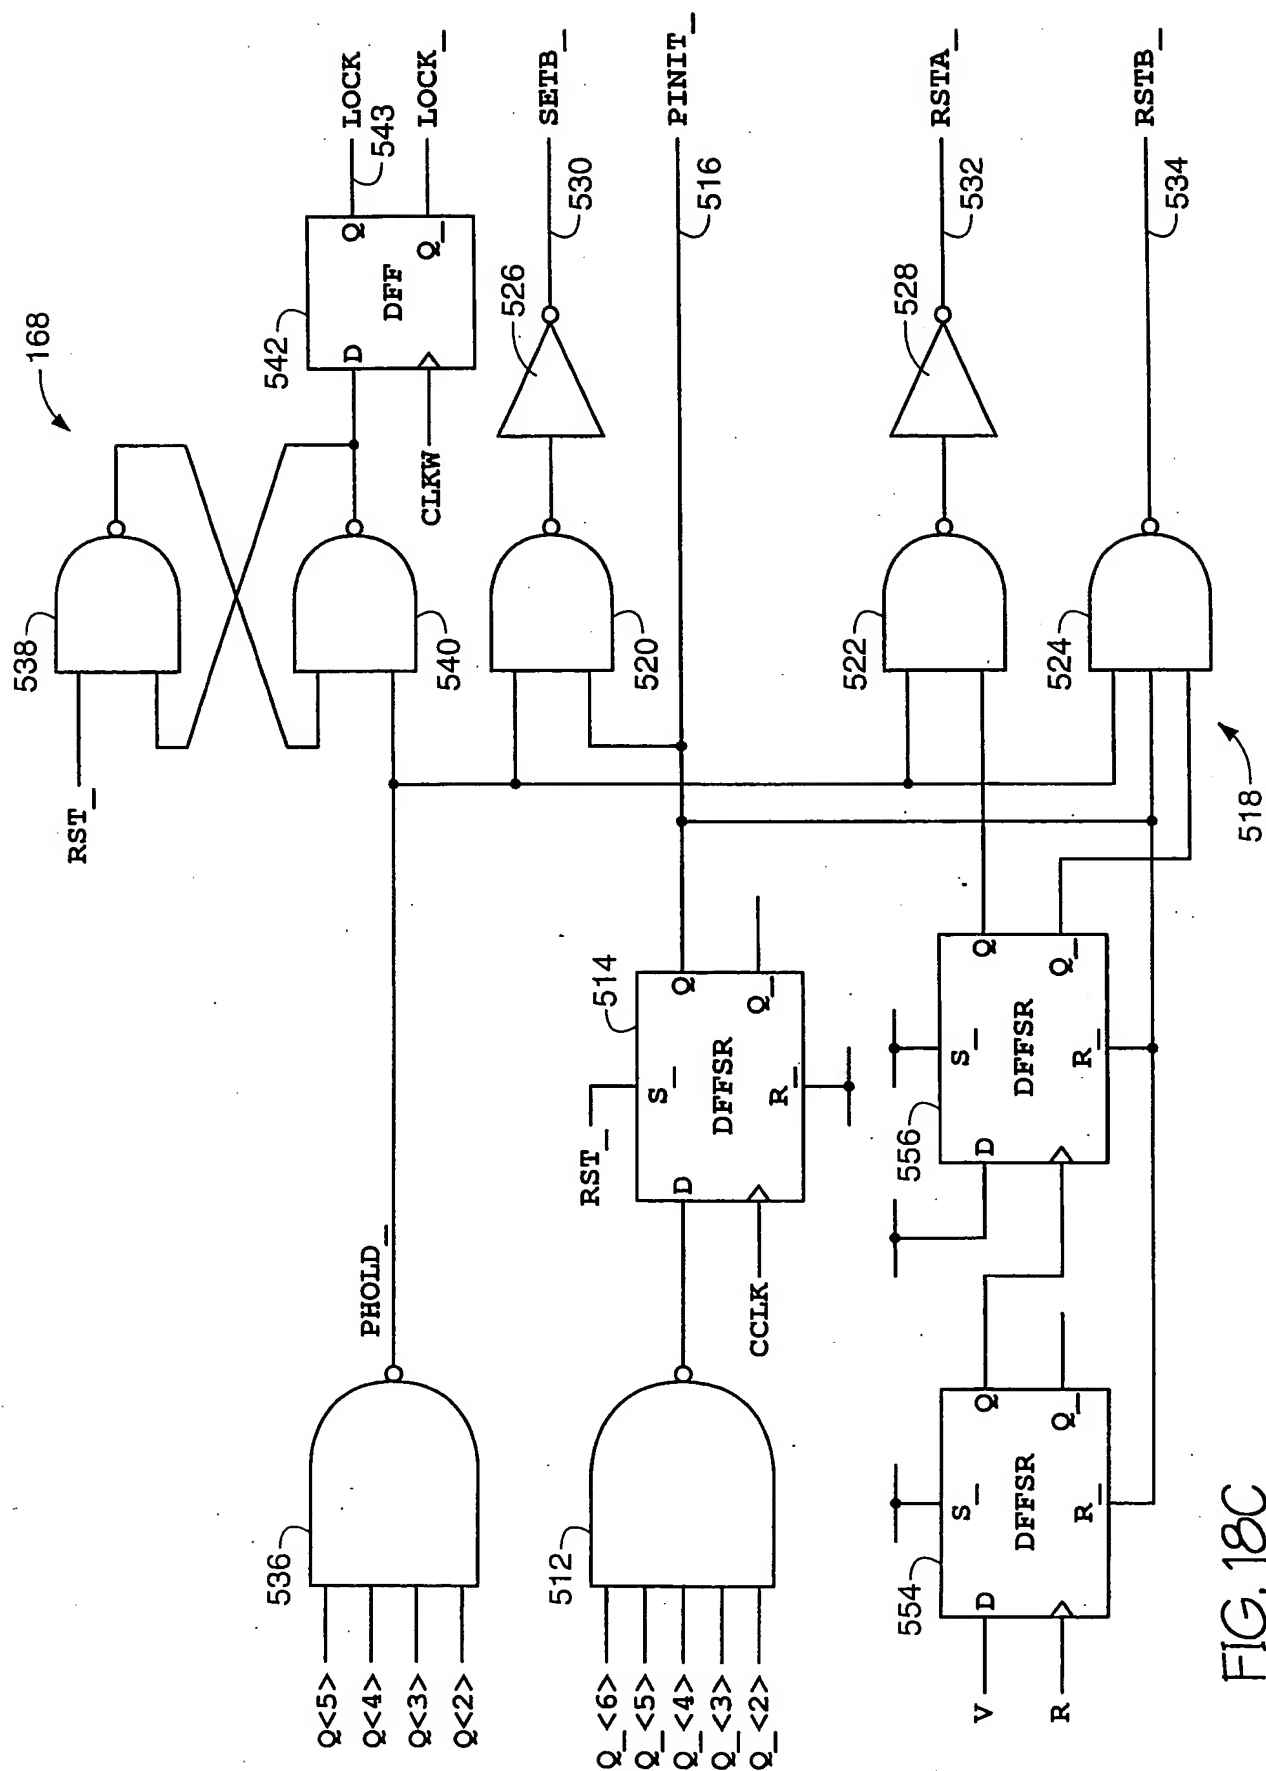 168
538
RST_
540
542
D
Q
Q_
DFF
CLKW
LOCK
543
LOCK_
526
530
SETB_
520
516
PINIT_
PHOLD_
536
Q<5>
Q<4>
Q<3>
Q<2>
512
Q_<6>
Q_<5>
Q_<4>
Q_<3>
Q_<2>
RST_
514
S_
D
Q
DFFSR
Q_
R_
CCLK
528
532
RSTA_
522
524
534
RSTB_
518
556
S_
D
Q
DFFSR
Q_
R_
554
S_
D
Q
DFFSR
Q_
R_
V
R
FIG. 18C